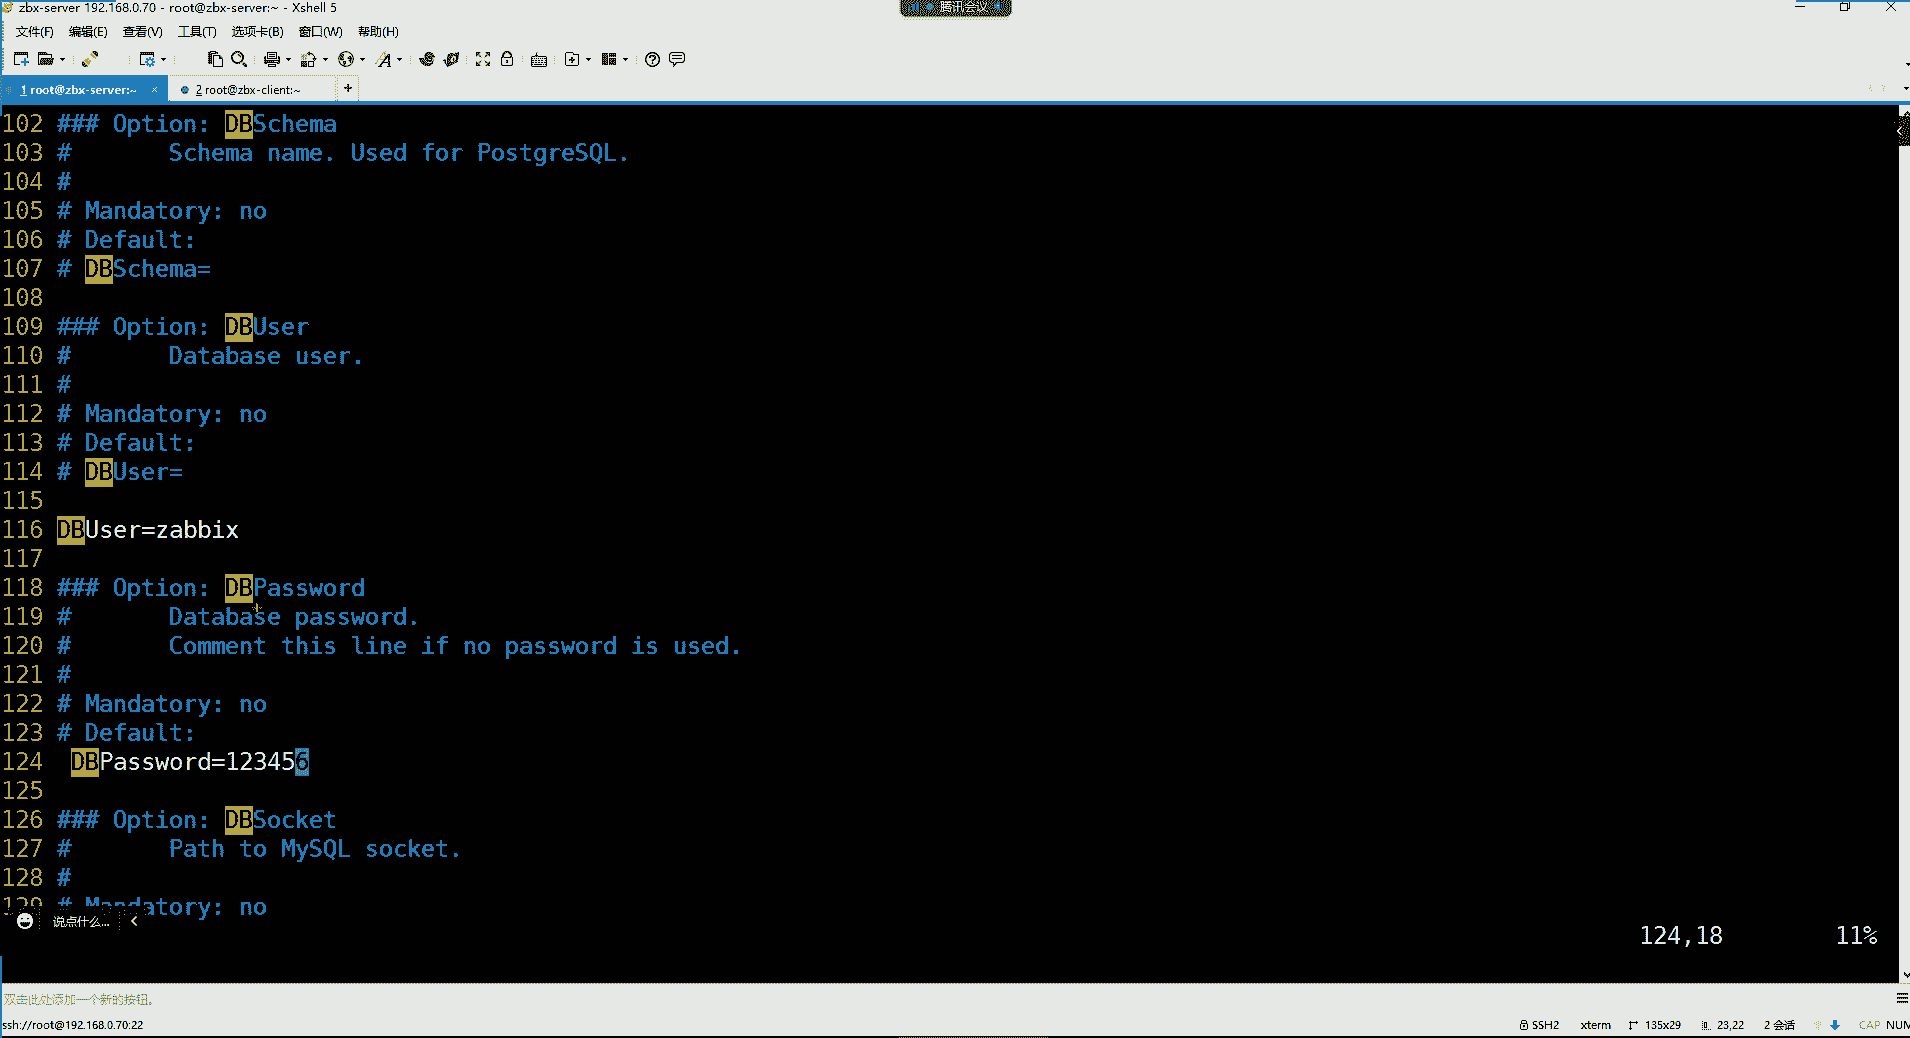 zbx-server 192.168.0.70 - root@zbx-server:~ - Xshell 5
腾讯会议
文件(F) 编辑(E) 查看(V) 工具(T) 选项卡(B) 窗口(W) 帮助(H)
1 root@zbx-server:~ × 2 root@zbx-client:~ +
102 ### Option: DBSchema
103 #       Schema name. Used for PostgreSQL.
104 #
105 # Mandatory: no
106 # Default:
107 # DBSchema=
108
109 ### Option: DBUser
110 #       Database user.
111 #
112 # Mandatory: no
113 # Default:
114 # DBUser=
115
116 DBUser=zabbix
117
118 ### Option: DBPassword
119 #       Database password.
120 #       Comment this line if no password is used.
121 #
122 # Mandatory: no
123 # Default:
124  DBPassword=123456
125
126 ### Option: DBSocket
127 #       Path to MySQL socket.
128 #
129 # Mandatory: no
说点什么...
124,18 11%
双击此处添加一个新的按钮。
ssh://root@192.168.0.70:22 SSH2 xterm 135x29 23,22 2 会话 CAP NUM